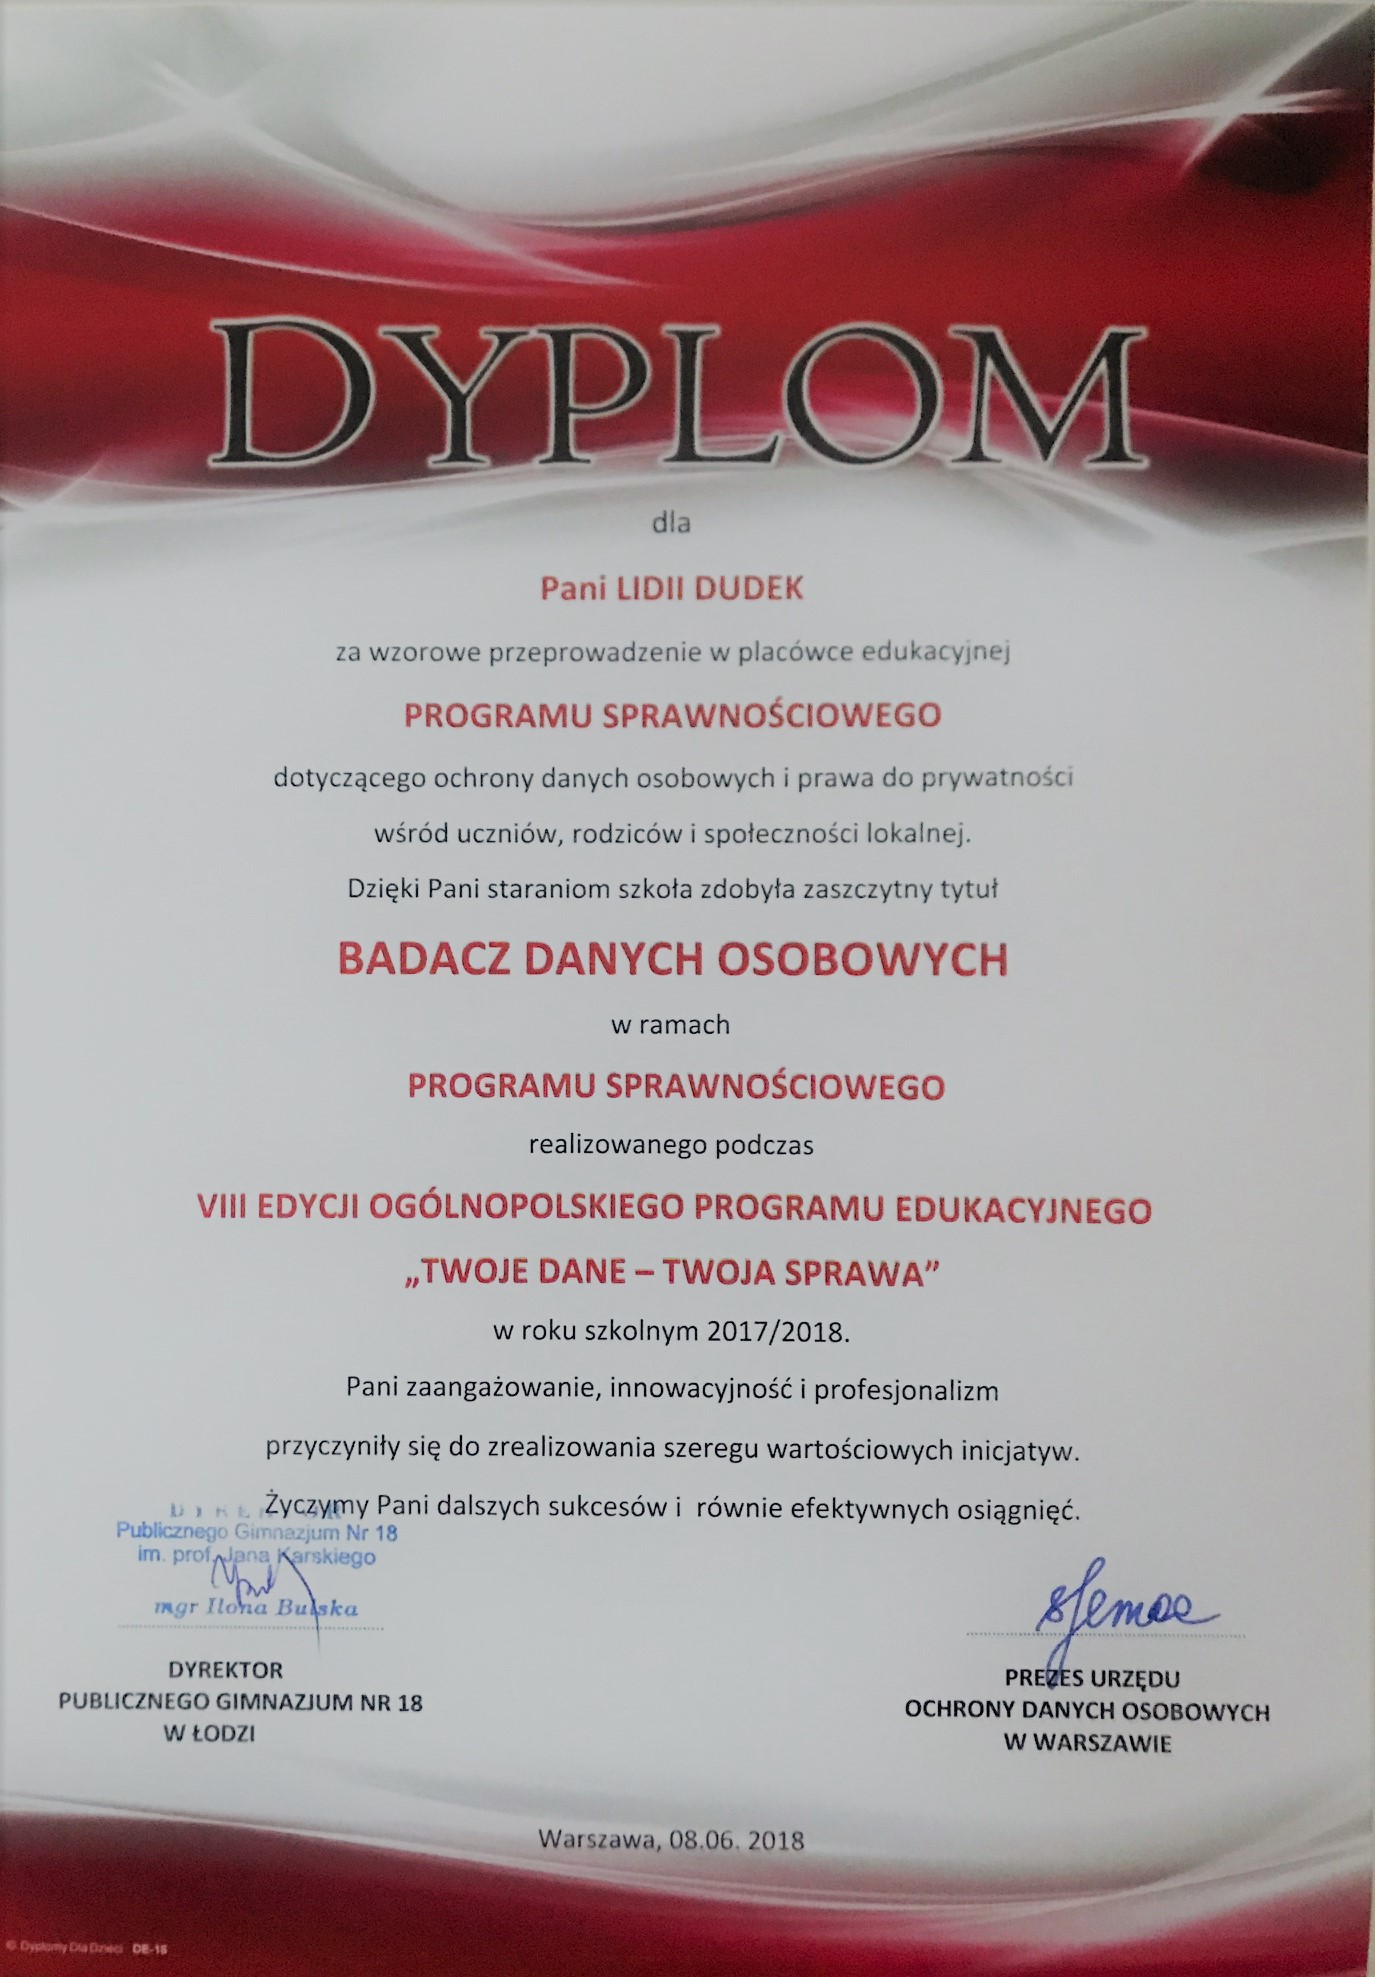 DYPLOM
dla
Pani LIDII DUDEK
za wzorowe przeprowadzenie w placówce edukacyjnej
PROGRAMU SPRAWNOŚCIOWEGO
dotyczącego ochrony danych osobowych i prawa do prywatności
wśród uczniów, rodziców i społeczności lokalnej.
Dzięki Pani staraniom szkoła zdobyła zaszczytny tytuł
BADACZ DANYCH OSOBOWYCH
w ramach
PROGRAMU SPRAWNOŚCIOWEGO
realizowanego podczas
VIII EDYCJI OGÓLNOPOLSKIEGO PROGRAMU EDUKACYJNEGO
„TWOJE DANE – TWOJA SPRAWA”
w roku szkolnym 2017/2018.
Pani zaangażowanie, innowacyjność i profesjonalizm
przyczyniły się do zrealizowania szeregu wartościowych inicjatyw.
Życzymy Pani dalszych sukcesów i równie efektywnych osiągnięć.
Publicznego Gimnazjum Nr 18
im. prof. Jana Karskiego
mgr Ilona Bulska
DYREKTOR
PUBLICZNEGO GIMNAZJUM NR 18
W ŁODZI
PREZES URZĘDU
OCHRONY DANYCH OSOBOWYCH
W WARSZAWIE
Warszawa, 08.06. 2018
© Dyplomy Dla Dzieci DE-18